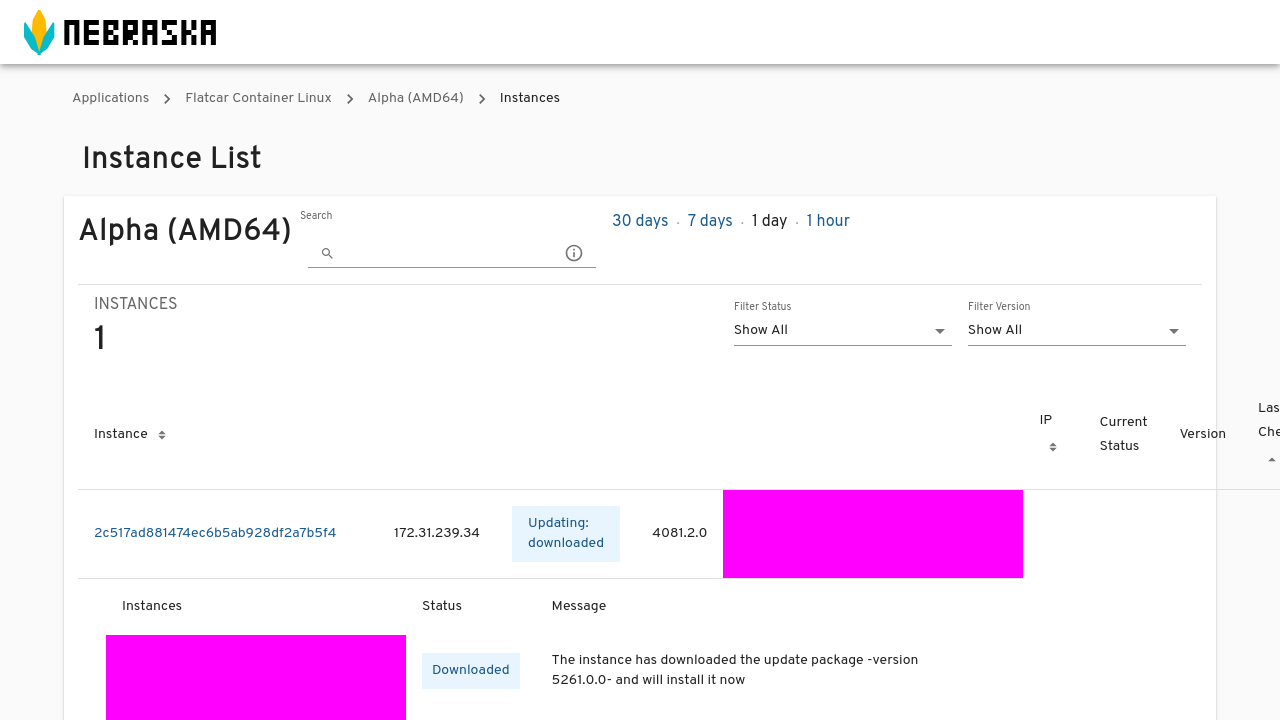 NEBRASKA
Applications > Flatcar Container Linux > Alpha (AMD64) > Instances
Instance List
Alpha (AMD64)
Search
30 days · 7 days · 1 day · 1 hour
INSTANCES
1
Filter Status
Show All
Filter Version
Show All
Instance
IP
Current
Status
Version
Las
Che
2c517ad881474ec6b5ab928df2a7b5f4 172.31.239.34
Updating:
downloaded
4081.2.0
Instances Status Message
Downloaded
The instance has downloaded the update package -version
5261.0.0- and will install it now